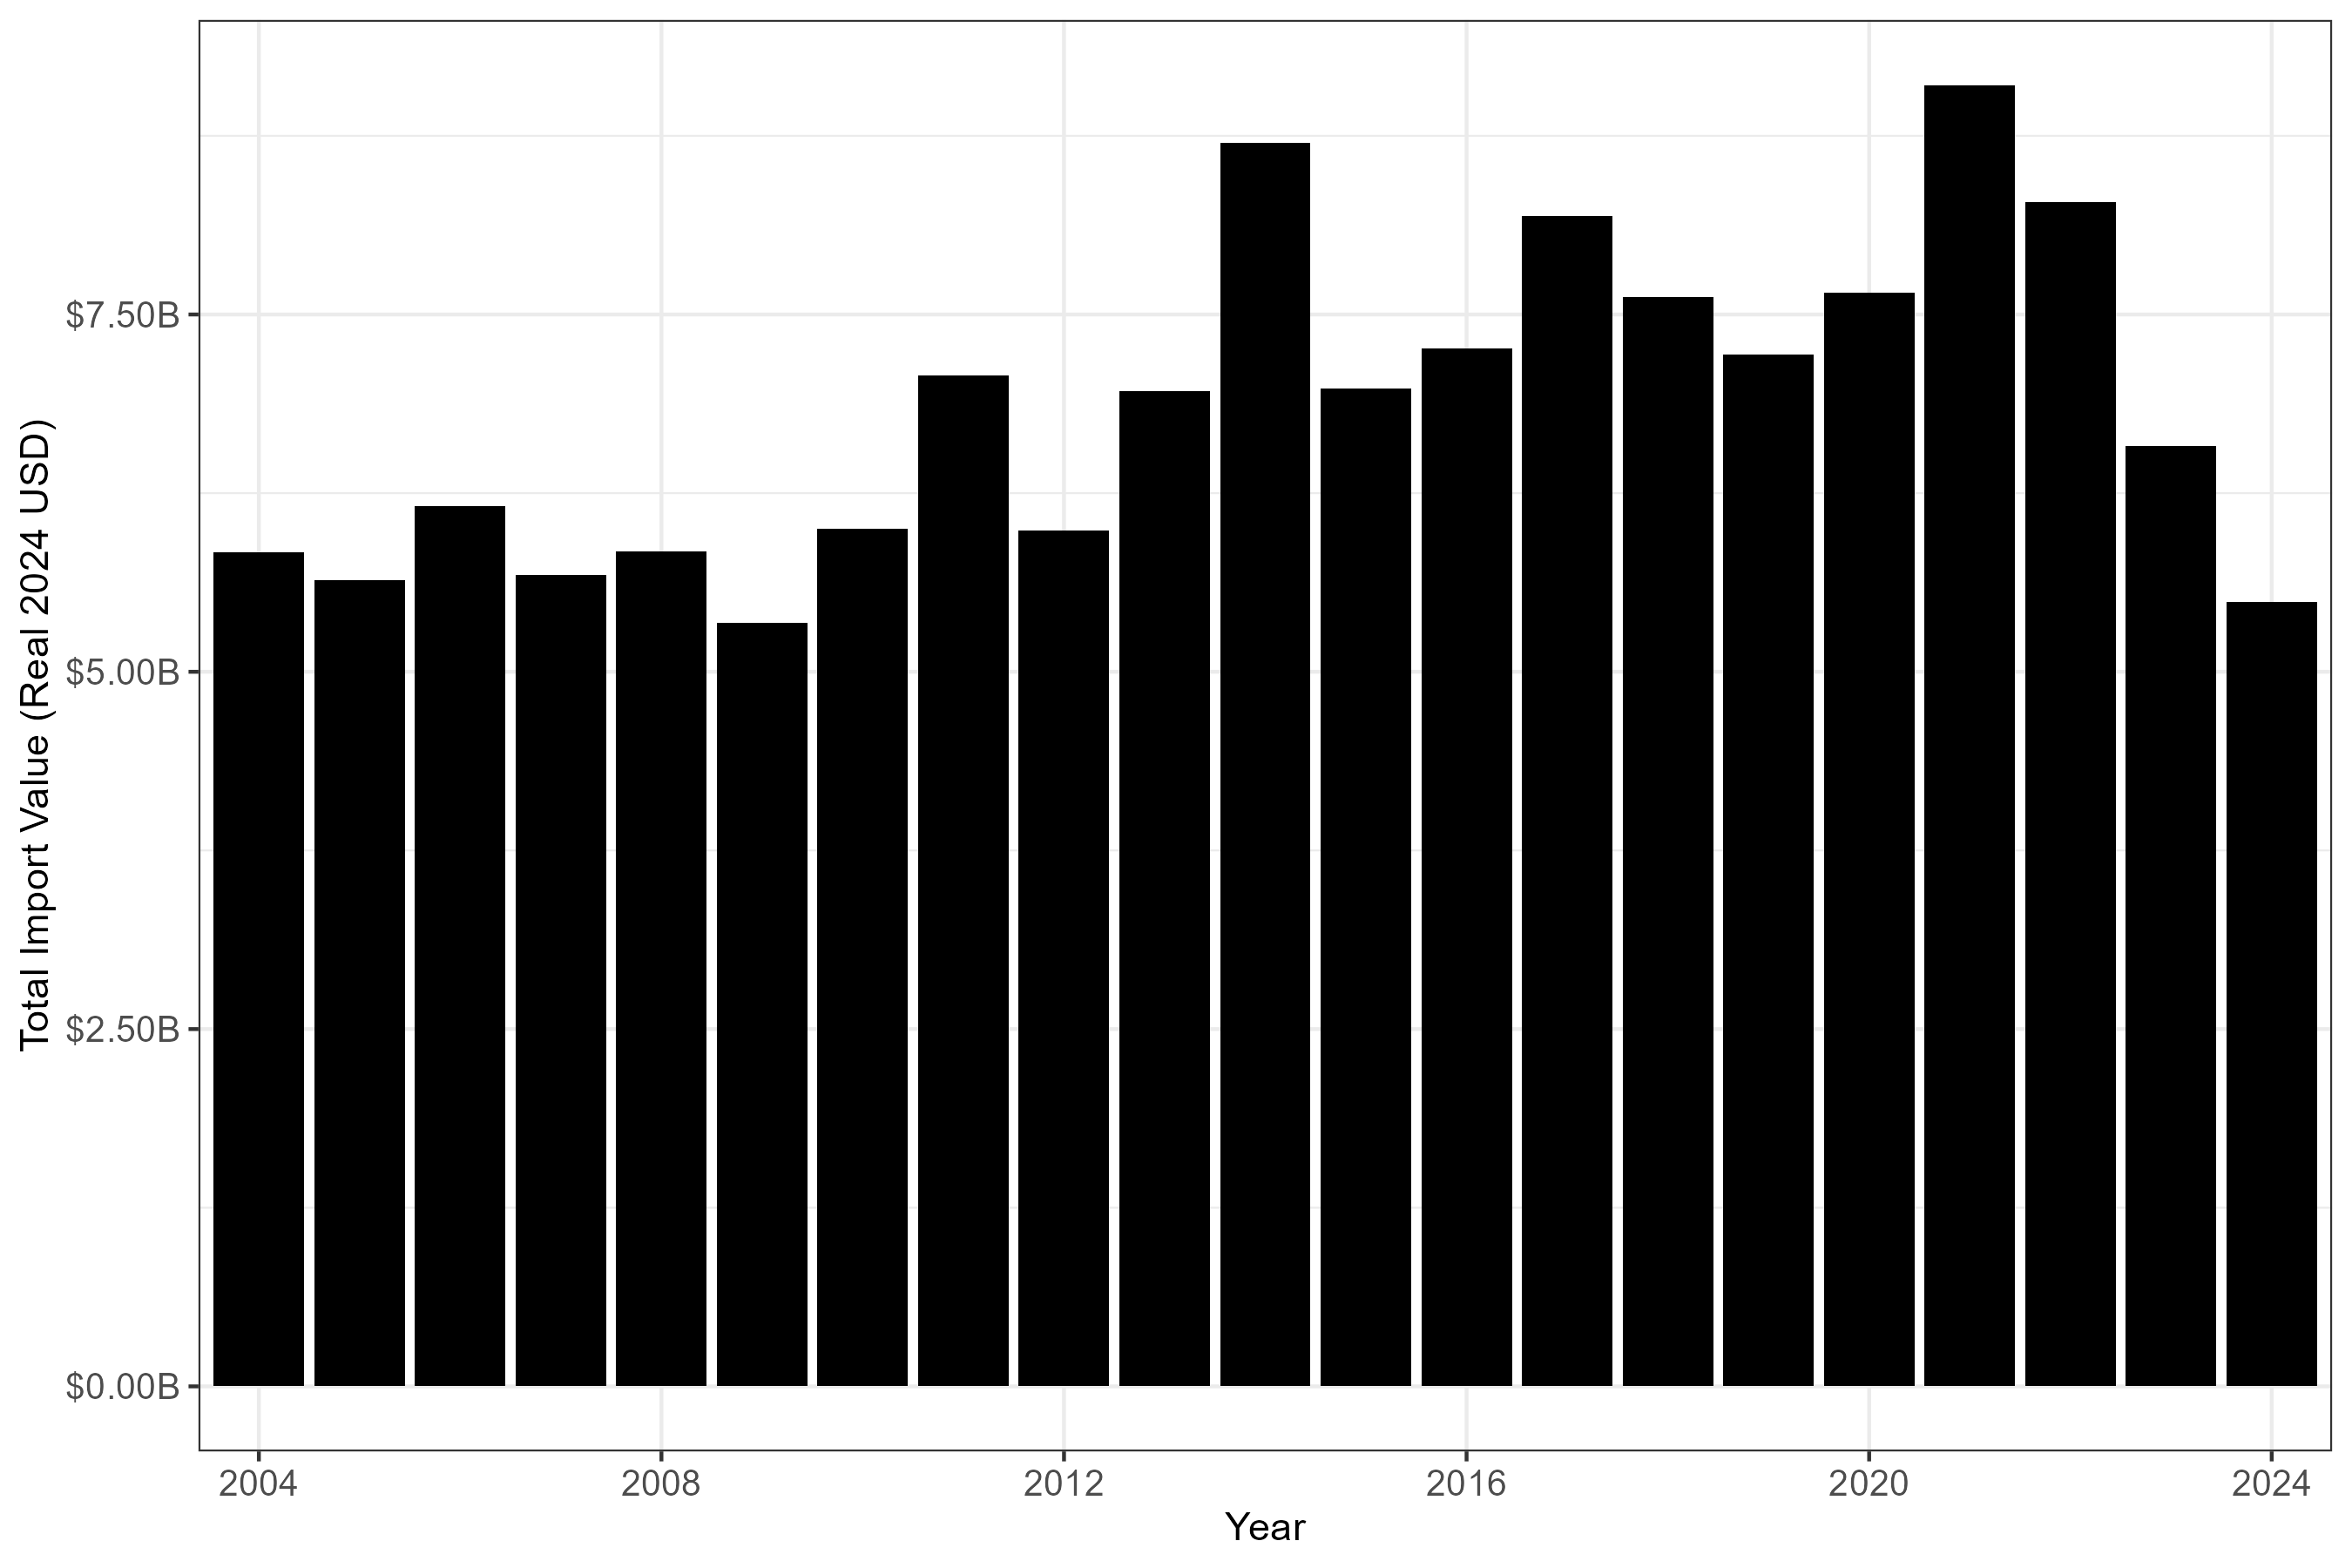 Total Import Value (Real 2024 USD)
$7.50B
$5.00B
$2.50B
$0.00B
2004 2008 2012 2016 2020 2024
Year